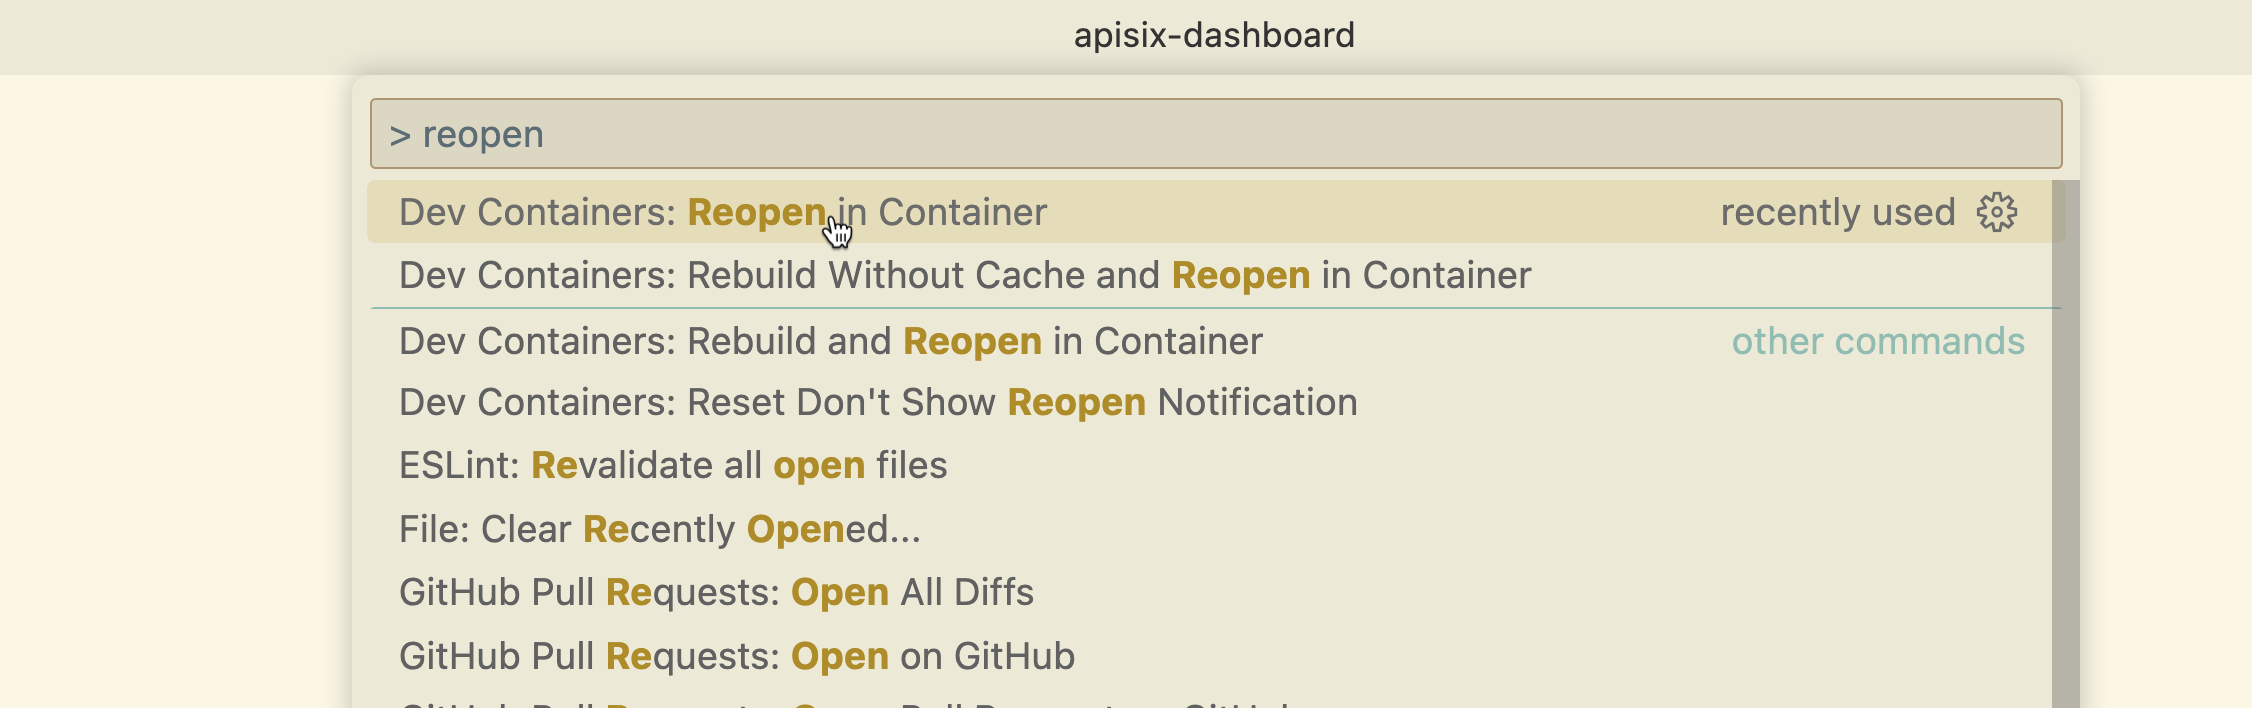 apisix-dashboard
> reopen
Dev Containers: Reopen in Container recently used
Dev Containers: Rebuild Without Cache and Reopen in Container
Dev Containers: Rebuild and Reopen in Container other commands
Dev Containers: Reset Don't Show Reopen Notification
ESLint: Revalidate all open files
File: Clear Recently Opened...
GitHub Pull Requests: Open All Diffs
GitHub Pull Requests: Open on GitHub